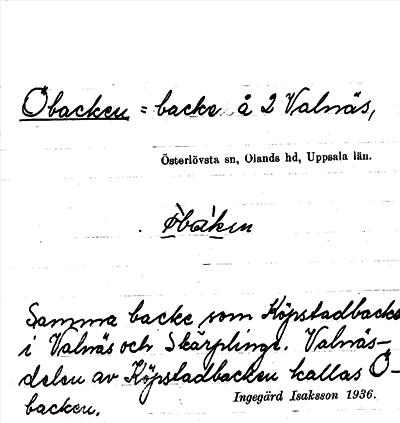 Öbacken = backe å 2 Valnäs,
Österlövsta sn, Olands hd, Uppsala län.
Samma backe som Köpstadbacke
i Valnäs och Skärplinge. Valnäs-
delen av Köpstadbacken kallas Ö-
backen.
Ingegärd Isaksson 1936.